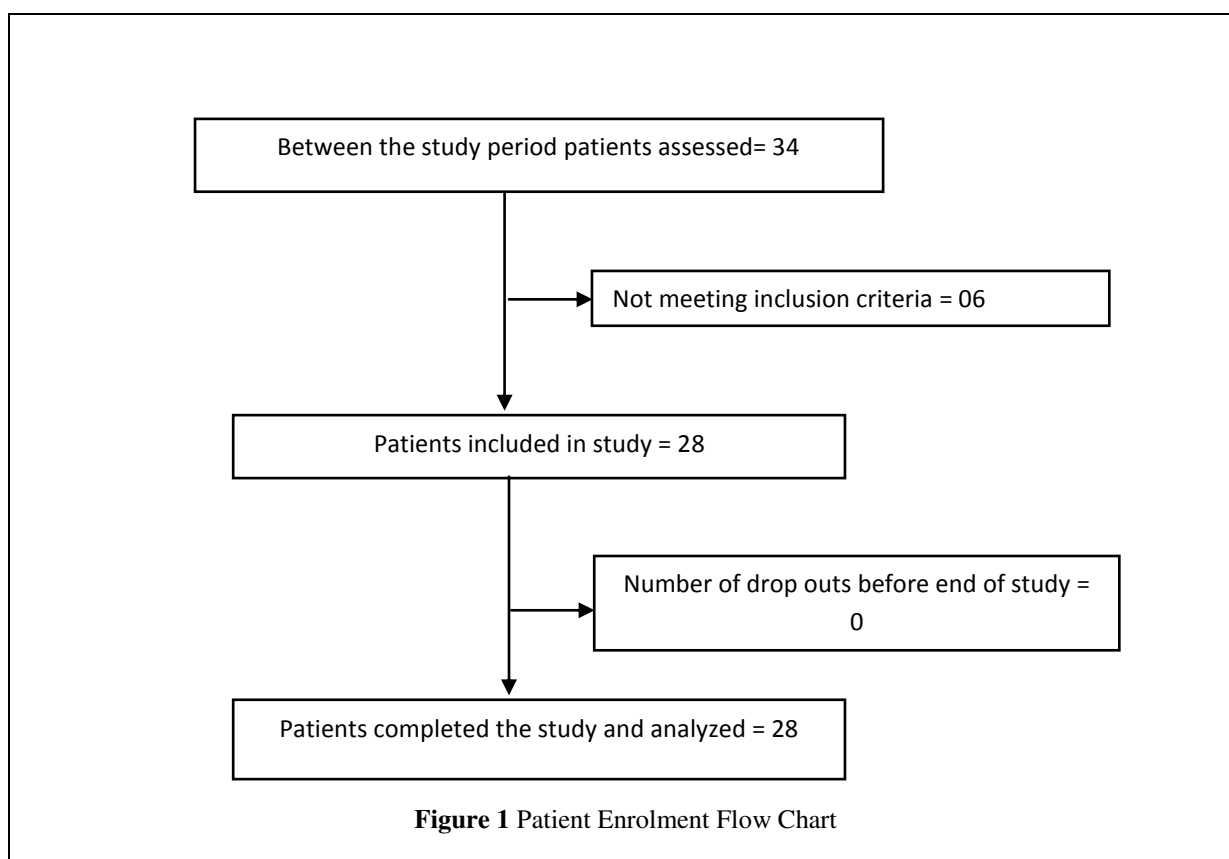 Between the study period patients assessed= 34
Not meeting inclusion criteria = 06
Patients included in study = 28
Number of drop outs before end of study =
0
Patients completed the study and analyzed = 28
Figure 1 Patient Enrolment Flow Chart